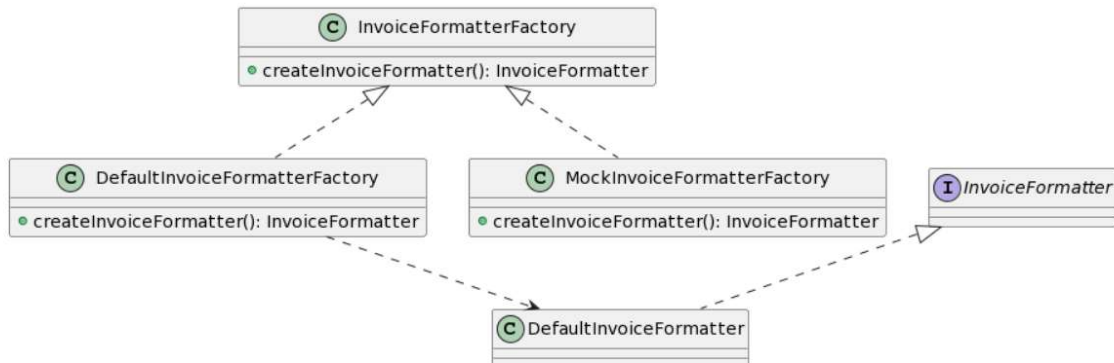 C InvoiceFormatterFactory
createInvoiceFormatter(): InvoiceFormatter
C DefaultInvoiceFormatterFactory
createInvoiceFormatter(): InvoiceFormatter
C MockInvoiceFormatterFactory
createInvoiceFormatter(): InvoiceFormatter
I InvoiceFormatter
C DefaultInvoiceFormatter